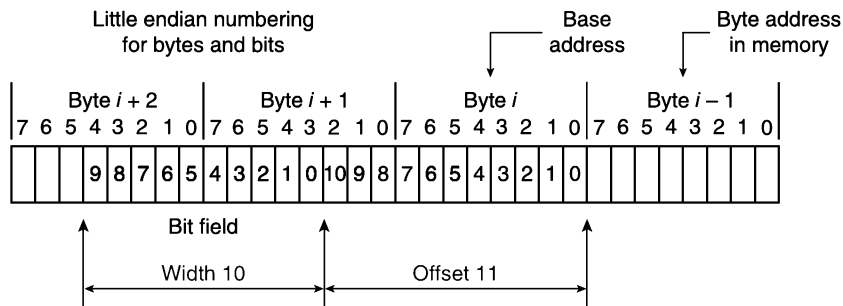 Little endian numbering
for bytes and bits
Base
address
Byte address
in memory
Byte i + 2
Byte i + 1
Byte i
Byte i – 1
7 6 5 4 3 2 1 0 7 6 5 4 3 2 1 0 7 6 5 4 3 2 1 0 7 6 5 4 3 2 1 0
9 8 7 6 5 4 3 2 1 0 10 9 8 7 6 5 4 3 2 1 0
Bit field
Width 10
Offset 11